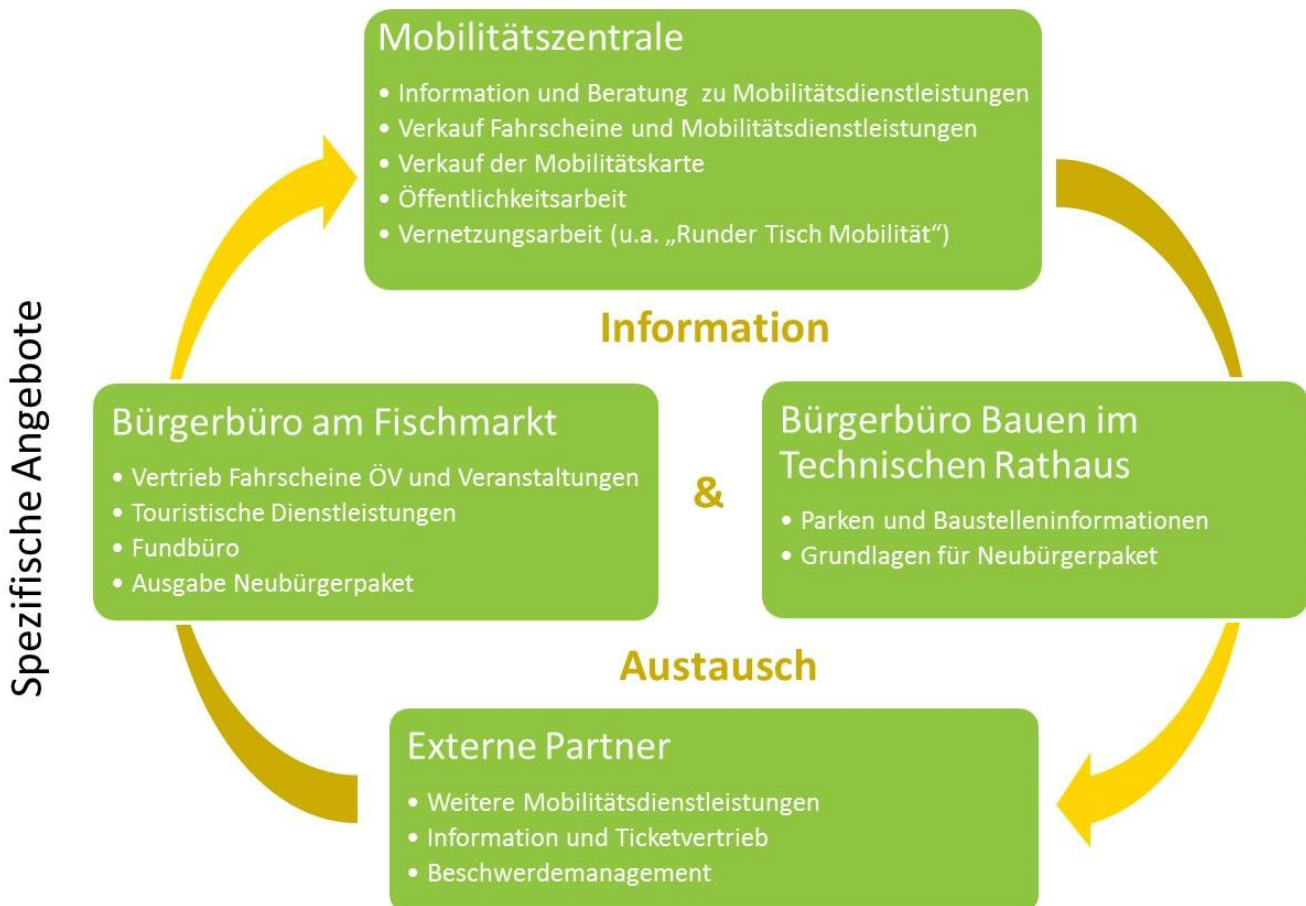 Spezifische Angebote
Mobilitätszentrale
• Information und Beratung zu Mobilitätsdienstleistungen
• Verkauf Fahrscheine und Mobilitätsdienstleistungen
• Verkauf der Mobilitätskarte
• Öffentlichkeitsarbeit
• Vernetzungsarbeit (u.a. „Runder Tisch Mobilität“)
Information
Bürgerbüro am Fischmarkt
• Vertrieb Fahrscheine ÖV und Veranstaltungen
• Touristische Dienstleistungen
• Fundbüro
• Ausgabe Neubürgerpaket
&
Bürgerbüro Bauen im
Technischen Rathaus
• Parken und Baustelleninformationen
• Grundlagen für Neubürgerpaket
Austausch
Externe Partner
• Weitere Mobilitätsdienstleistungen
• Information und Ticketvertrieb
• Beschwerdemanagement